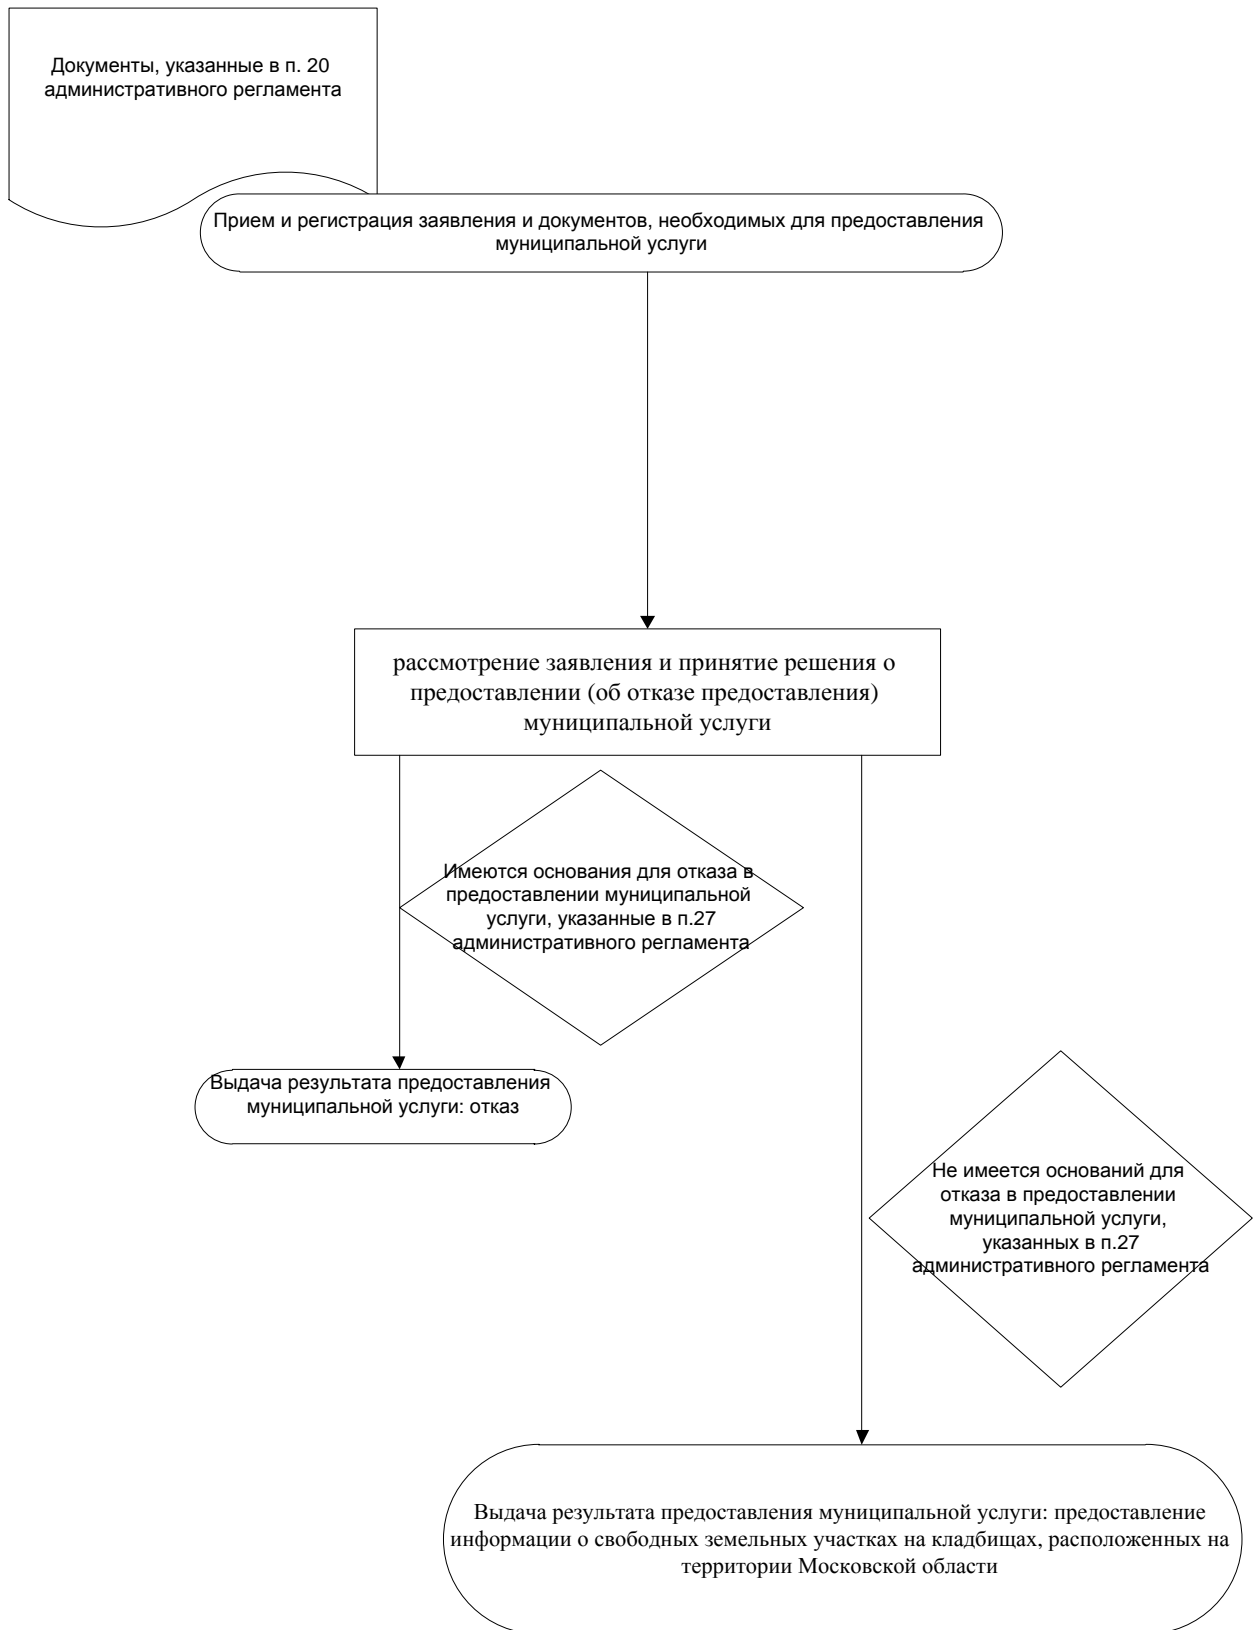 Документы, указанные в п. 20
административного регламента
Прием и регистрация заявления и документов, необходимых для предоставления
муниципальной услуги
рассмотрение заявления и принятие решения о
предоставлении (об отказе предоставления)
муниципальной услуги
Имеются основания для отказа в
предоставлении муниципальной
услуги, указанные в п.27
административного регламента
Выдача результата предоставления
муниципальной услуги: отказ
Не имеется оснований для
отказа в предоставлении
муниципальной услуги,
указанных в п.27
административного регламента
Выдача результата предоставления муниципальной услуги: предоставление
информации о свободных земельных участках на кладбищах, расположенных на
территории Московской области